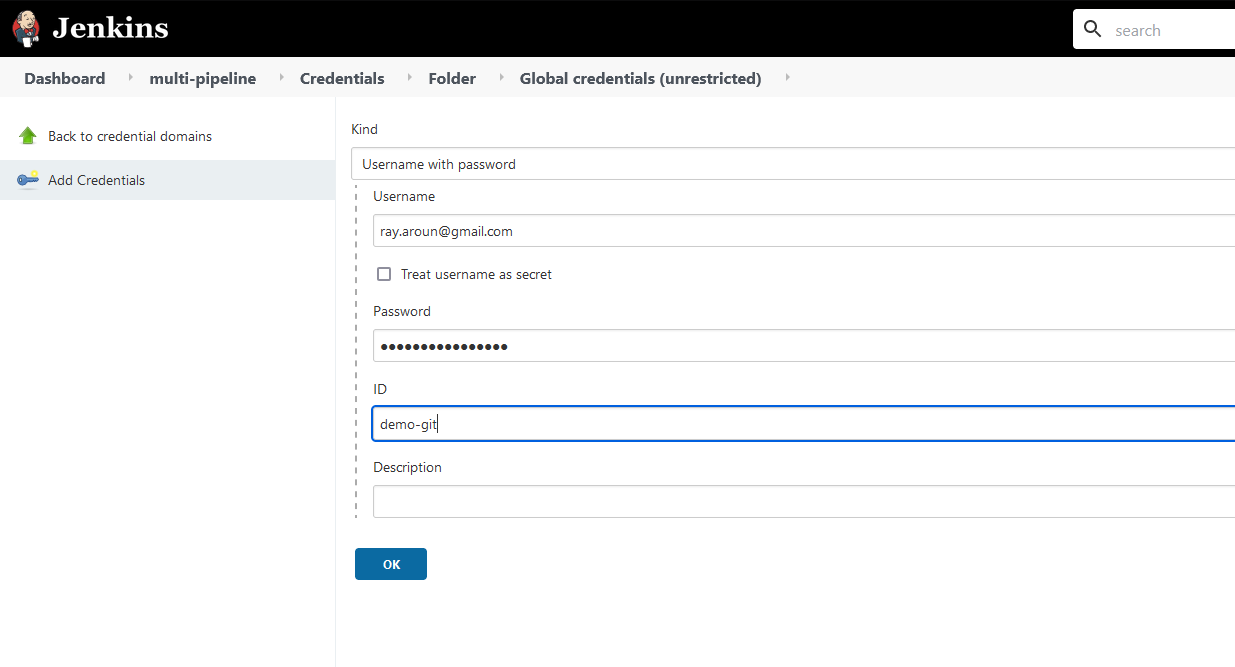 Jenkins
search
Dashboard multi-pipeline Credentials Folder Global credentials (unrestricted)
Back to credential domains
Add Credentials
Kind
Username with password
Username
ray.aroun@gmail.com
Treat username as secret
Password
••••••••••••••••
ID
demo-git
Description
OK